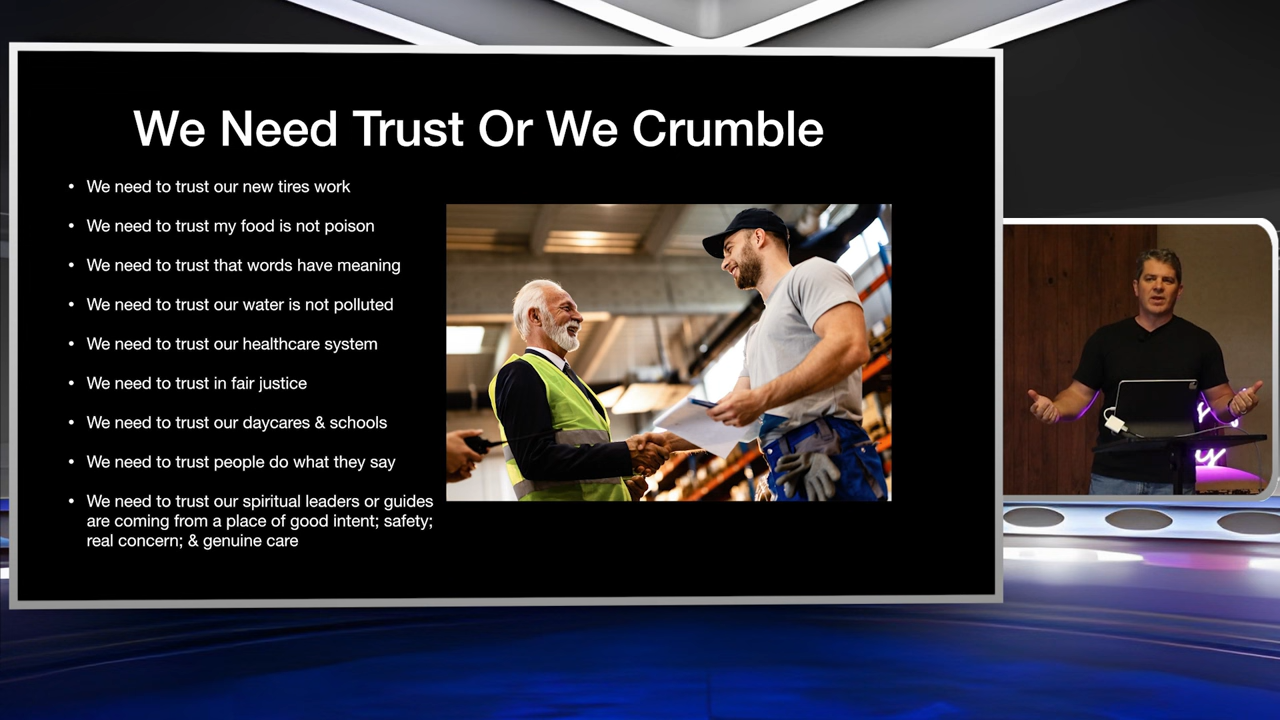 We Need Trust Or We Crumble
• We need to trust our new tires work
• We need to trust my food is not poison
• We need to trust that words have meaning
• We need to trust our water is not polluted
• We need to trust our healthcare system
• We need to trust in fair justice
• We need to trust our daycares & schools
• We need to trust people do what they say
• We need to trust our spiritual leaders or guides
are coming from a place of good intent; safety;
real concern; & genuine care